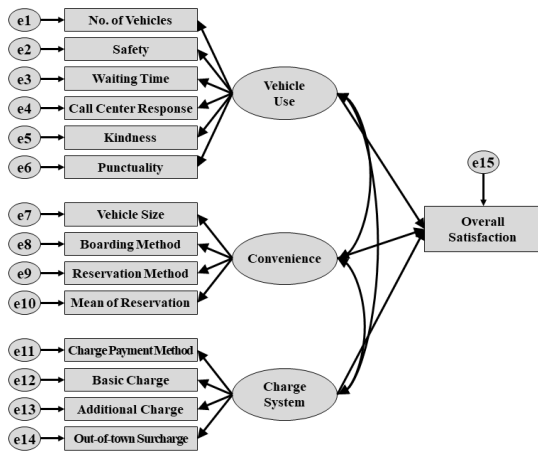 e1 No. of Vehicles
e2 Safety
e3 Waiting Time
e4 Call Center Response
e5 Kindness
e6 Punctuality
Vehicle
Use
e7 Vehicle Size
e8 Boarding Method
e9 Reservation Method
e10 Mean of Reservation
Convenience
e11 Charge Payment Method
e12 Basic Charge
e13 Additional Charge
e14 Out-of-town Surcharge
Charge
System
e15
Overall
Satisfaction